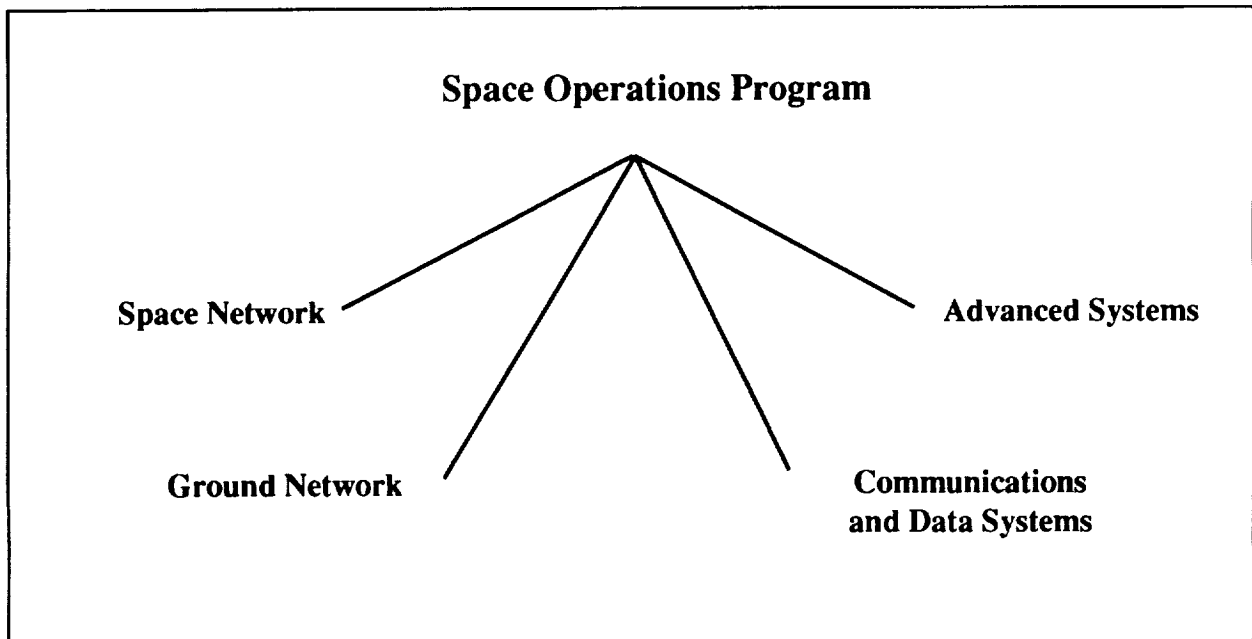 Space Operations Program
Space Network
Advanced Systems
Ground Network
Communications
and Data Systems